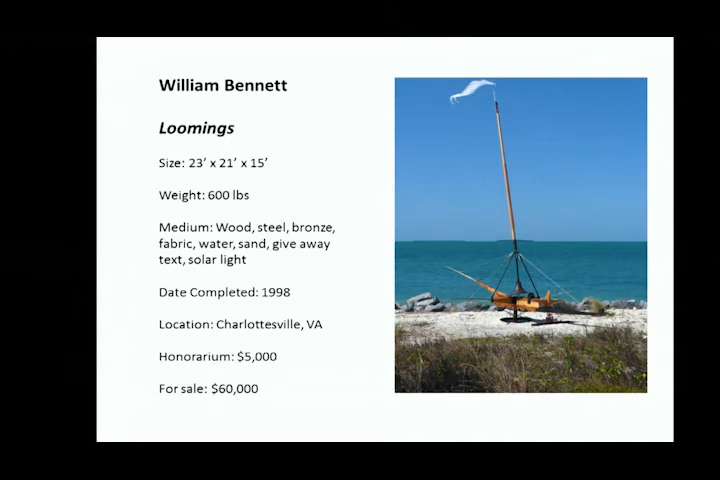 William Bennett
Loomings
Size: 23’ x 21’ x 15’
Weight: 600 lbs
Medium: Wood, steel, bronze,
fabric, water, sand, give away
text, solar light
Date Completed: 1998
Location: Charlottesville, VA
Honorarium: $5,000
For sale: $60,000